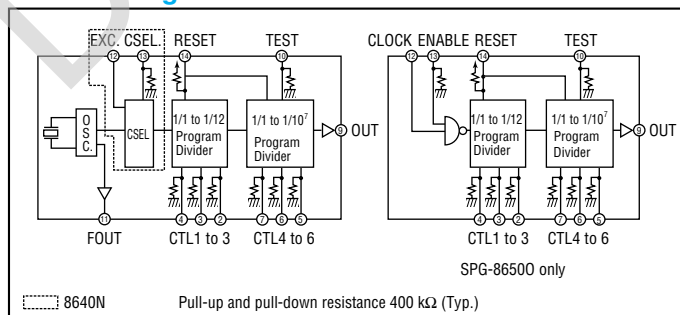 EXC. CSEL. RESET TEST
12 13 14 10
OSC.
CSEL
1/1 to 1/12 Program Divider
1/1 to 1/10⁷ Program Divider
9 OUT
11 4 3 2 7 6 5
FOUT CTL1 to 3 CTL4 to 6
CLOCK ENABLE RESET TEST
12 13 14 10
1/1 to 1/12 Program Divider
1/1 to 1/10⁷ Program Divider
9 OUT
4 3 2 7 6 5
CTL1 to 3 CTL4 to 6
SPG-8650O only
8640N Pull-up and pull-down resistance 400 kΩ (Typ.)